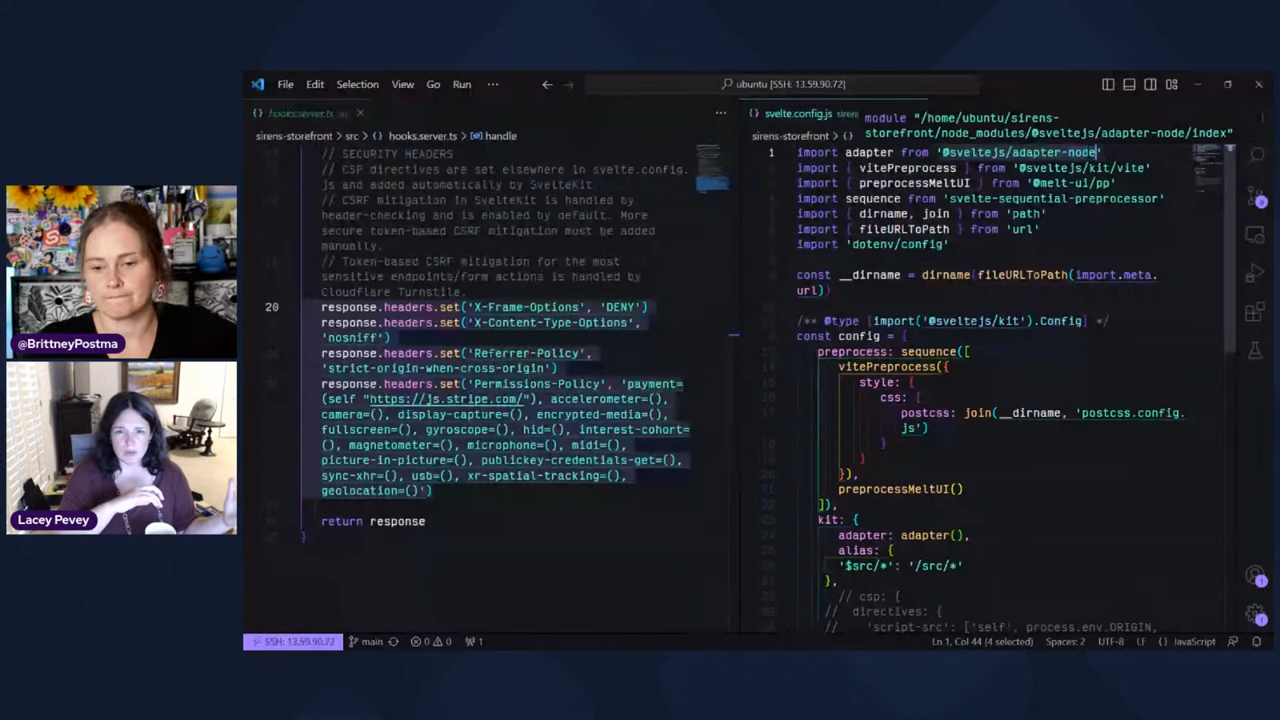 File Edit Selection View Go Run ··· ubuntu [SSH: 13.59.90.72]
hooks.server.ts
sirens-storefront > src > hooks.server.ts > handle
// SECURITY HEADERS
// CSP directives are set elsewhere in svelte.config.
js and added automatically by SvelteKit
// CSRF mitigation in SvelteKit is handled by
header-checking and is enabled by default. More
secure token-based CSRF mitigation must be added
manually.
// Token-based CSRF mitigation for the most
sensitive endpoints/form actions is handled by
Cloudflare Turnstile.
20 response.headers.set('X-Frame-Options', 'DENY')
response.headers.set('X-Content-Type-Options',
'nosniff')
response.headers.set('Referrer-Policy',
'strict-origin-when-cross-origin')
response.headers.set('Permissions-Policy', 'payment=
(self "https://js.stripe.com/"), accelerometer=(),
camera=(), display-capture=(), encrypted-media=(),
fullscreen=(), gyroscope=(), hid=(), interest-cohort=
(), magnetometer=(), microphone=(), midi=(),
picture-in-picture=(), publickey-credentials-get=(),
sync-xhr=(), usb=(), xr-spatial-tracking=(),
geolocation=()')
return response
}
svelte.config.js sirens
module "/home/ubuntu/sirens-
storefront/node_modules/@sveltejs/adapter-node/index"
sirens-storefront >
1 import adapter from '@sveltejs/adapter-node'
import { vitePreprocess } from '@sveltejs/kit/vite'
import { preprocessMeltUI } from '@melt-ui/pp'
import sequence from 'svelte-sequential-preprocessor'
import { dirname, join } from 'path'
import { fileURLToPath } from 'url'
import 'dotenv/config'
const __dirname = dirname(fileURLToPath(import.meta.
url))
/** @type {import('@sveltejs/kit').Config} */
const config = {
preprocess: sequence([
vitePreprocess({
style: {
css: {
postcss: join(__dirname, 'postcss.config.
js')
}
}
}),
preprocessMeltUI()
]),
kit: {
adapter: adapter(),
alias: {
'$src/*': '/src/*'
},
// csp: {
// directives: {
// 'script-src': ['self', process.env.ORIGIN,
@BrittneyPostma
Lacey Pevey
SSH: 13.59.90.72 main 0 0 1 Ln 1, Col 44 (4 selected) Spaces: 2 UTF-8 LF {} JavaScript